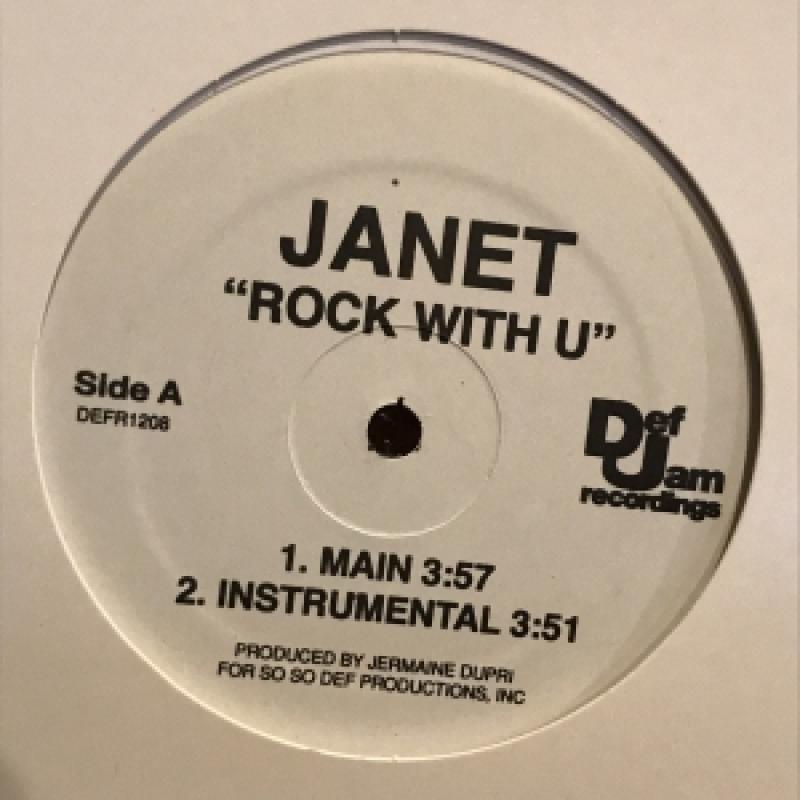 JANET
“ROCK WITH U”
Side A
DEFR1208
Def
Jam
recordings
1. MAIN 3:57
2. INSTRUMENTAL 3:51
PRODUCED BY JERMAINE DUPRI
FOR SO SO DEF PRODUCTIONS, INC